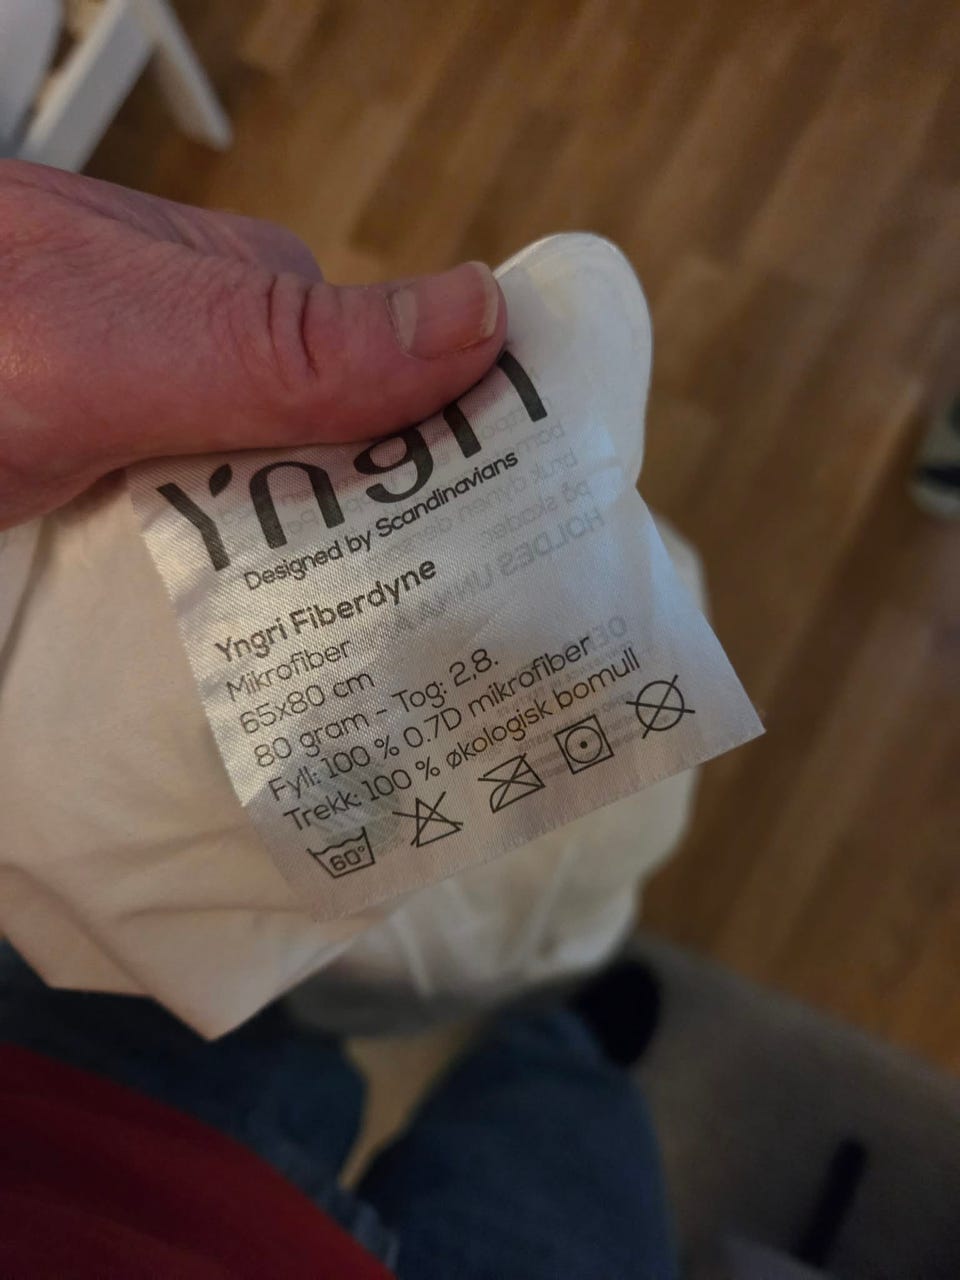 Yngri
Designed by Scandinavians
Yngri Fiberdyne
Mikrofiber
65x80 cm
80 gram - Tog: 2,8.
Fyll: 100 % 0.7D mikrofiber
Trekk: 100 % økologisk bomull
60°